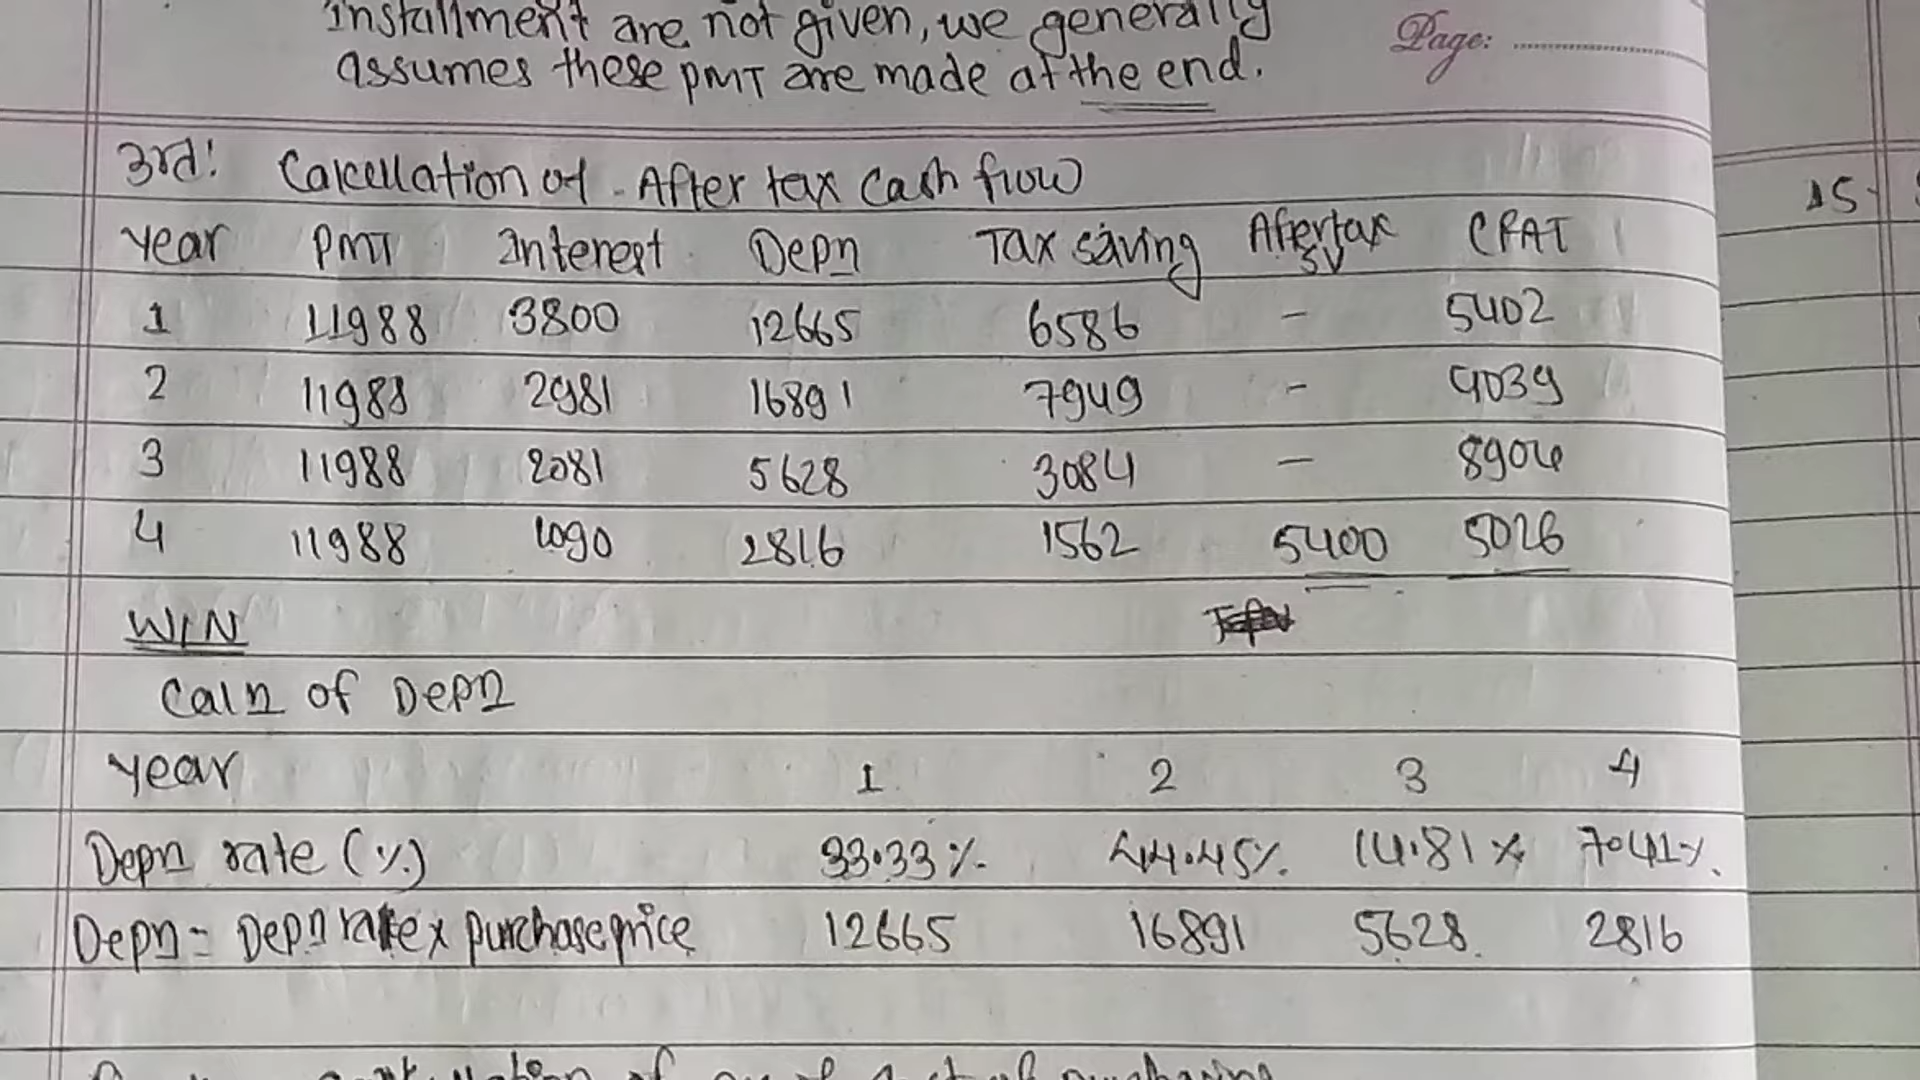 Installment are not given, we generally
assumes these PMT are made at the end.
Page:
3rd: Calcellation of After tax Cash frow
Year PMT Interest Depn Tax saving Aftertax SV CFAT
1 11988 3800 12665 6586 - 5402
2 11988 2981 16891 7949 - 4039
3 11988 2081 5628 3084 - 8904
4 11988 1090 2816 1562 5400 5026
W/N
Caln of Depn
Year 1 2 3 4
Depn rate (%) 33.33% 44.45% 14.81% 7.41%
Depn = Depn rate x purchase price 12665 16891 5628 2816
15